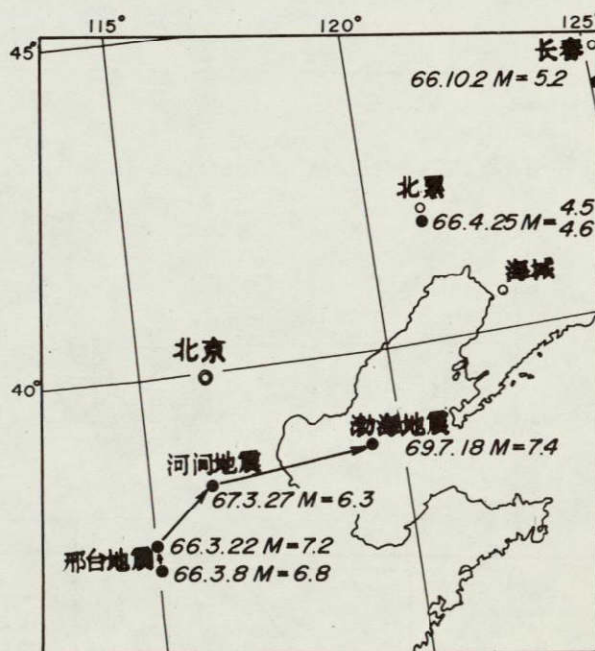 115°
120°
125°
45°
长春
66.10.2 M=5.2
北票
66.4.25 M=4.5
4.6
海城
北京
40°
渤海地震
69.7.18 M=7.4
河间地震
67.3.27 M=6.3
66.3.22 M=7.2
邢台地震
66.3.8 M=6.8